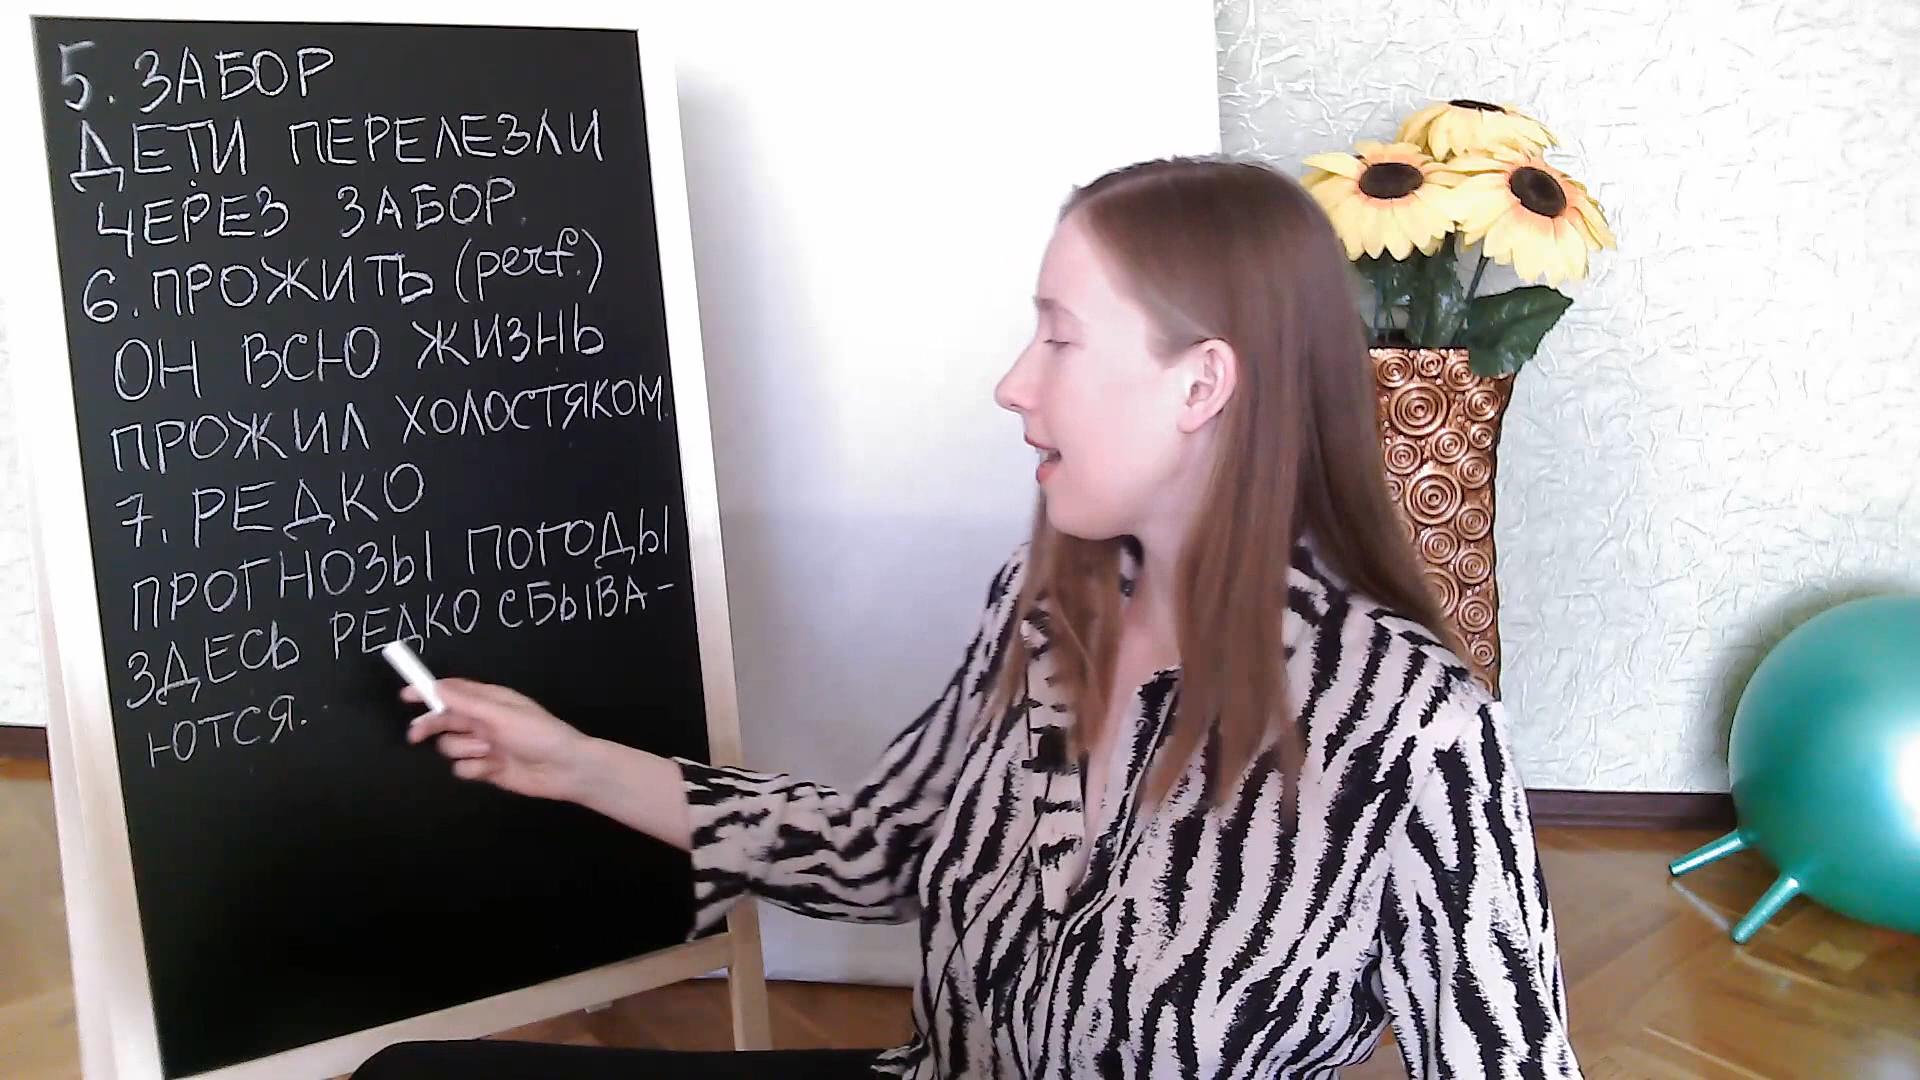 5. ЗАБОР
ДЕТИ ПЕРЕЛЕЗЛИ
ЧЕРЕЗ ЗАБОР.
6. ПРОЖИТЬ (perf.)
ОН ВСЮ ЖИЗНЬ
ПРОЖИЛ ХОЛОСТЯКОМ.
7. РЕДКО
ПРОГНОЗЫ ПОГОДЫ
ЗДЕСЬ РЕДКО СБЫВА-
ЮТСЯ.